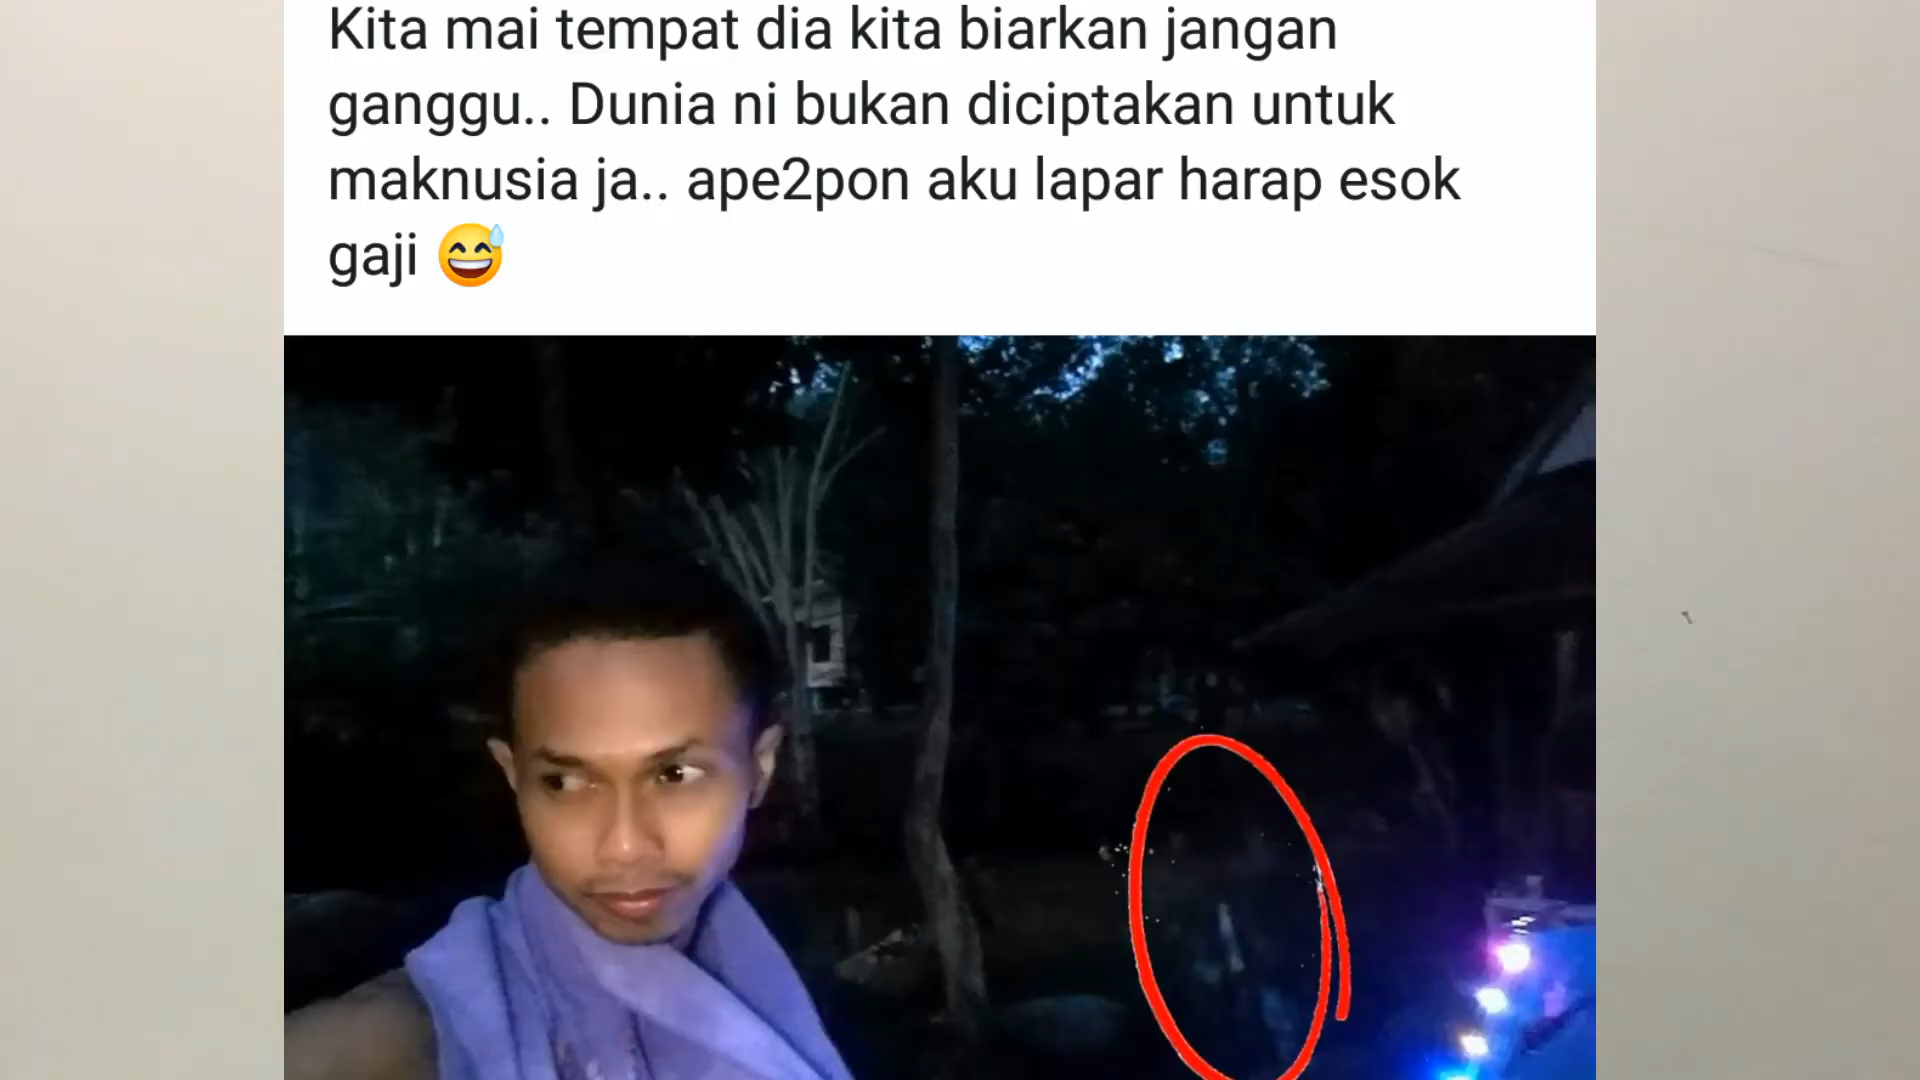 Kita mai tempat dia kita biarkan jangan
ganggu.. Dunia ni bukan diciptakan untuk
maknusia ja.. ape2pon aku lapar harap esok
gaji 😅